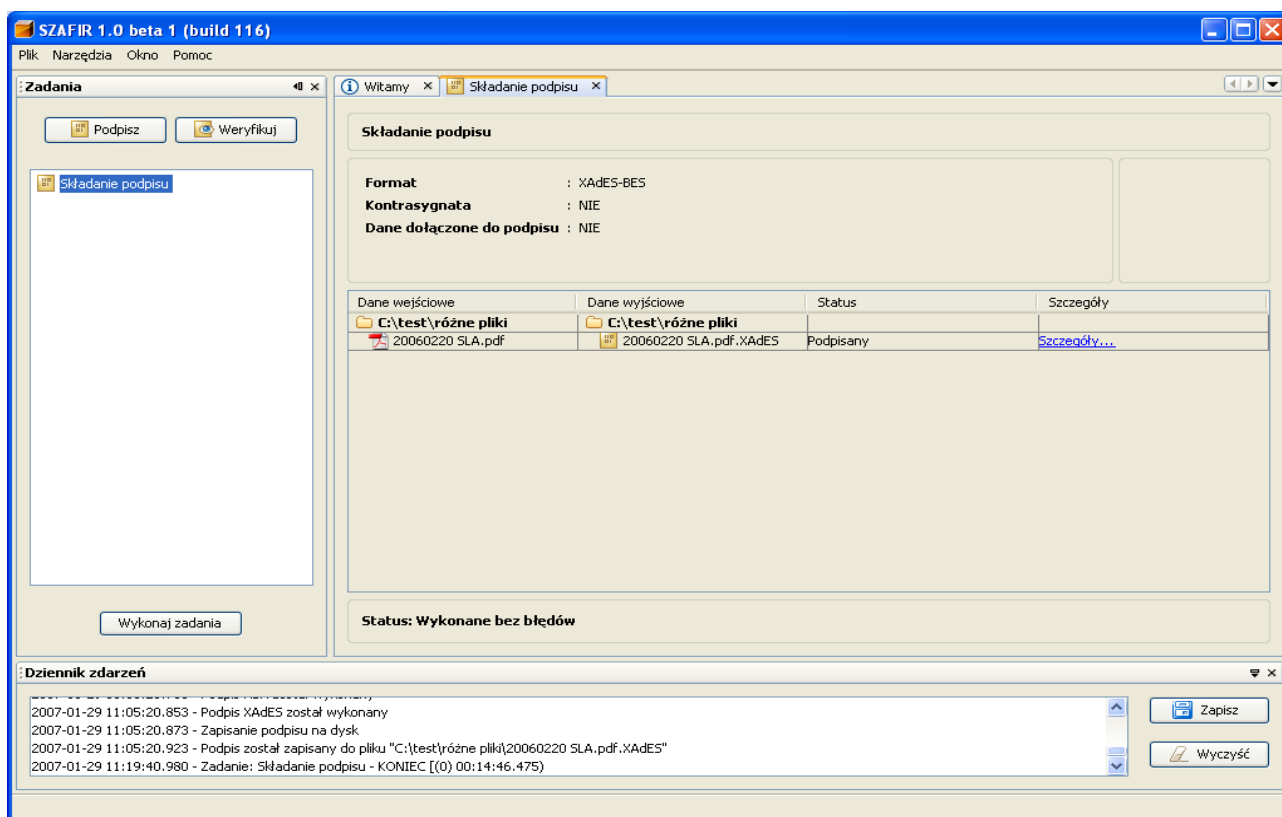 SZAFIR 1.0 beta 1 (build 116)
Plik Narzędzia Okno Pomoc
Zadania
Podpisz Weryfikuj
Składanie podpisu
Wykonaj zadania
Witamy Składanie podpisu
Składanie podpisu
Format : XAdES-BES
Kontrasygnata : NIE
Dane dołączone do podpisu : NIE
Dane wejściowe Dane wyjściowe Status Szczegóły
C:\test\różne pliki C:\test\różne pliki
20060220 SLA.pdf 20060220 SLA.pdf.XAdES Podpisany Szczegóły...
Status: Wykonane bez błędów
Dziennik zdarzeń
2007-01-29 11:05:20.853 - Podpis XAdES został wykonany
2007-01-29 11:05:20.873 - Zapisanie podpisu na dysk
2007-01-29 11:05:20.923 - Podpis został zapisany do pliku "C:\test\różne pliki\20060220 SLA.pdf.XAdES"
2007-01-29 11:19:40.980 - Zadanie: Składanie podpisu - KONIEC [(0) 00:14:46.475)
Zapisz
Wyczyść